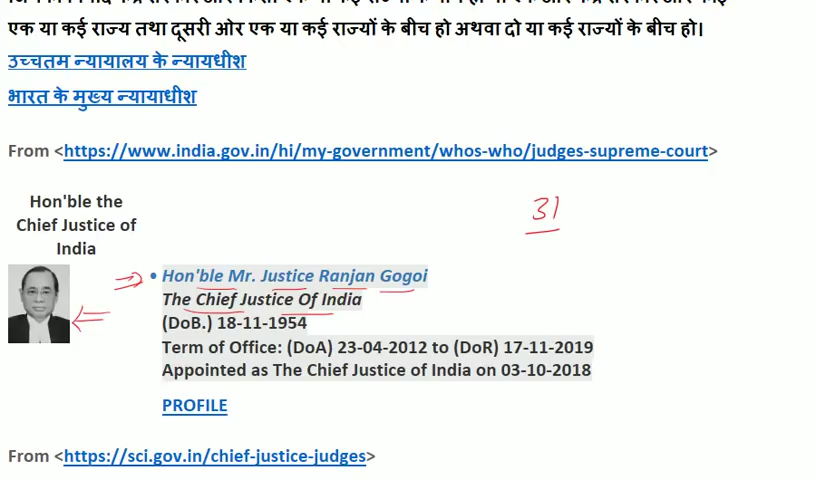 एक या कई राज्य तथा दूसरी ओर एक या कई राज्यों के बीच हो अथवा दो या कई राज्यों के बीच हो।
उच्चतम न्यायालय के न्यायधीश
भारत के मुख्य न्यायाधीश
From <https://www.india.gov.in/hi/my-government/whos-who/judges-supreme-court>
Hon'ble the
Chief Justice of
India
31
• Hon'ble Mr. Justice Ranjan Gogoi
The Chief Justice Of India
(DoB.) 18-11-1954
Term of Office: (DoA) 23-04-2012 to (DoR) 17-11-2019
Appointed as The Chief Justice of India on 03-10-2018
PROFILE
From <https://sci.gov.in/chief-justice-judges>